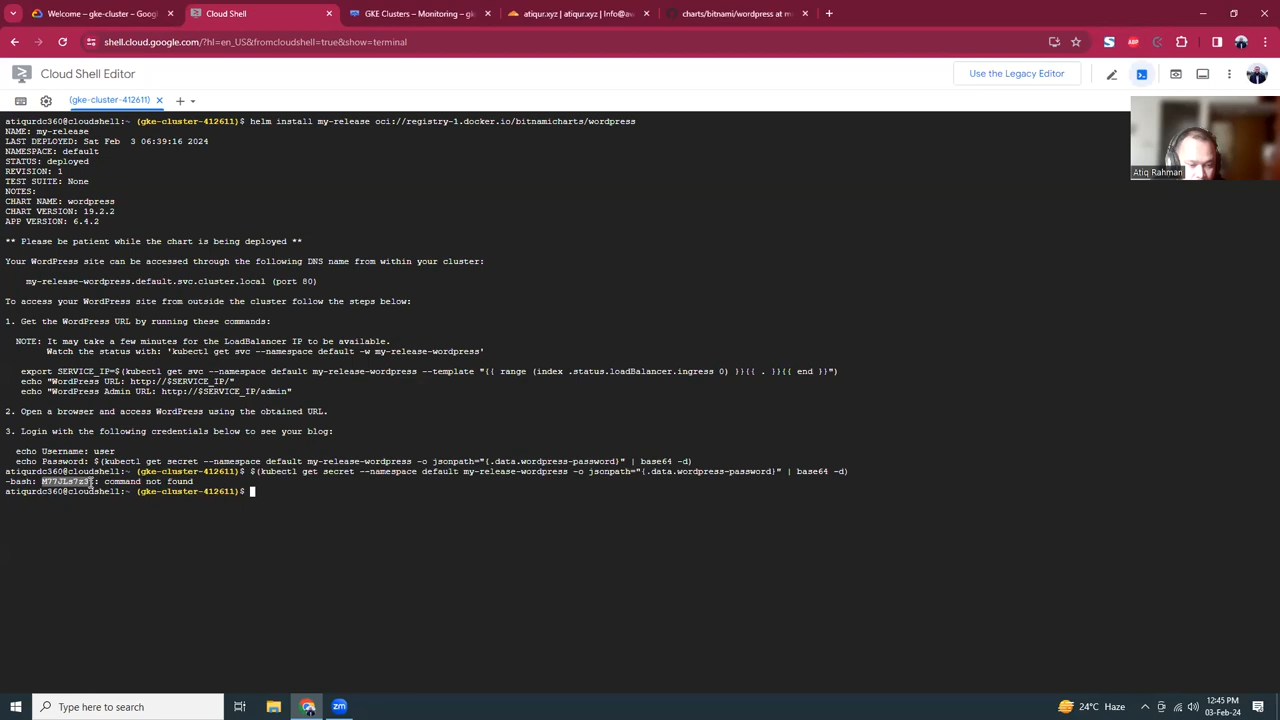 Welcome – gke-cluster – Goog
Cloud Shell
GKE Clusters – Monitoring – gk
atiqur.xyz | atiqur.xyz | Info@aw
charts/bitnami/wordpress at m
shell.cloud.google.com/?hl=en_US&fromcloudshell=true&show=terminal
Cloud Shell Editor
Use the Legacy Editor
(gke-cluster-412611)
atiqurdc360@cloudshell:~ (gke-cluster-412611)$ helm install my-release oci://registry-1.docker.io/bitnamicharts/wordpress
NAME: my-release
LAST DEPLOYED: Sat Feb  3 06:39:16 2024
NAMESPACE: default
STATUS: deployed
REVISION: 1
TEST SUITE: None
NOTES:
CHART NAME: wordpress
CHART VERSION: 19.2.2
APP VERSION: 6.4.2
** Please be patient while the chart is being deployed **
Your WordPress site can be accessed through the following DNS name from within your cluster:
my-release-wordpress.default.svc.cluster.local (port 80)
To access your WordPress site from outside the cluster follow the steps below:
1. Get the WordPress URL by running these commands:
NOTE: It may take a few minutes for the LoadBalancer IP to be available.
Watch the status with: 'kubectl get svc --namespace default -w my-release-wordpress'
export SERVICE_IP=$(kubectl get svc --namespace default my-release-wordpress --template "{{ range (index .status.loadBalancer.ingress 0) }}{{ . }}{{ end }}")
echo "WordPress URL: http://$SERVICE_IP/"
echo "WordPress Admin URL: http://$SERVICE_IP/admin"
2. Open a browser and access WordPress using the obtained URL.
3. Login with the following credentials below to see your blog:
echo Username: user
echo Password: $(kubectl get secret --namespace default my-release-wordpress -o jsonpath="{.data.wordpress-password}" | base64 -d)
atiqurdc360@cloudshell:~ (gke-cluster-412611)$ $(kubectl get secret --namespace default my-release-wordpress -o jsonpath="{.data.wordpress-password}" | base64 -d)
-bash: : command not found
atiqurdc360@cloudshell:~ (gke-cluster-412611)$
Atiq Rahman
Type here to search
24°C Haze
12:45 PM
03-Feb-24